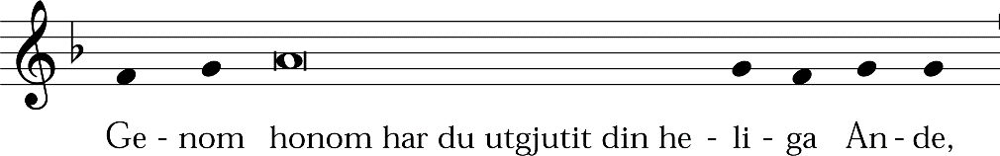 Ge - nom honom har du utgjutit din he - li - ga An - de,